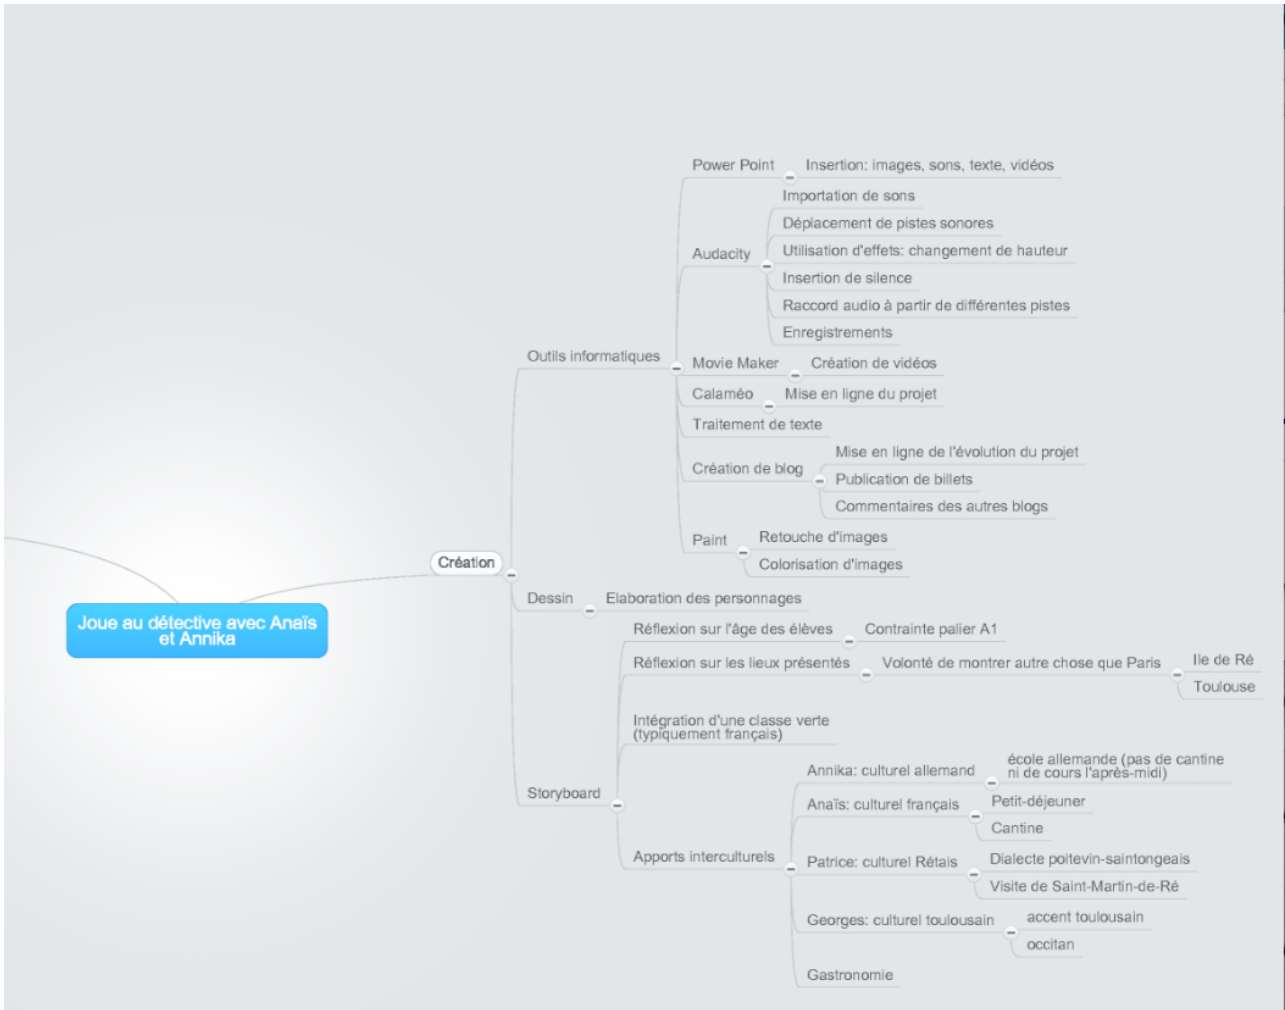 Power Point
Insertion: images, sons, texte, vidéos
Importation de sons
Déplacement de pistes sonores
Audacity
Utilisation d'effets: changement de hauteur
Insertion de silence
Raccord audio à partir de différentes pistes
Enregistrements
Outils informatiques
Movie Maker
Création de vidéos
Calaméo
Mise en ligne du projet
Traitement de texte
Création de blog
Mise en ligne de l'évolution du projet
Publication de billets
Commentaires des autres blogs
Paint
Retouche d'images
Colorisation d'images
Création
Joue au détective avec Anaïs
et Annika
Dessin
Elaboration des personnages
Réflexion sur l'âge des élèves
Contrainte palier A1
Réflexion sur les lieux présentés
Volonté de montrer autre chose que Paris
Ile de Ré
Toulouse
Intégration d'une classe verte
(typiquement français)
Storyboard
Apports interculturels
Annika: culturel allemand
école allemande (pas de cantine
ni de cours l'après-midi)
Anaïs: culturel français
Petit-déjeuner
Cantine
Patrice: culturel Rétais
Dialecte poitevin-saintongeais
Visite de Saint-Martin-de-Ré
Georges: culturel toulousain
accent toulousain
occitan
Gastronomie